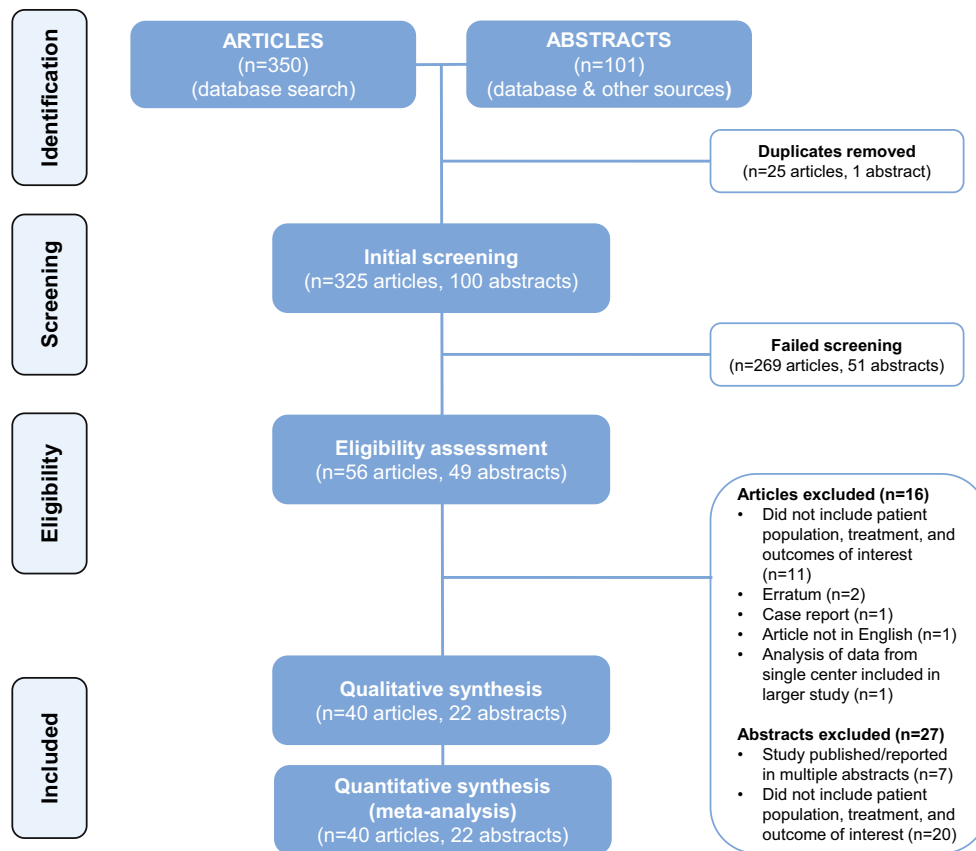 Identification
ARTICLES
(n=350)
(database search)
ABSTRACTS
(n=101)
(database & other sources)
Duplicates removed
(n=25 articles, 1 abstract)
Screening
Initial screening
(n=325 articles, 100 abstracts)
Failed screening
(n=269 articles, 51 abstracts)
Eligibility
Eligibility assessment
(n=56 articles, 49 abstracts)
Articles excluded (n=16)
• Did not include patient
population, treatment, and
outcomes of interest
(n=11)
• Erratum (n=2)
• Case report (n=1)
• Article not in English (n=1)
• Analysis of data from
single center included in
larger study (n=1)
Abstracts excluded (n=27)
• Study published/reported
in multiple abstracts (n=7)
• Did not include patient
population, treatment, and
outcome of interest (n=20)
Included
Qualitative synthesis
(n=40 articles, 22 abstracts)
Quantitative synthesis
(meta-analysis)
(n=40 articles, 22 abstracts)